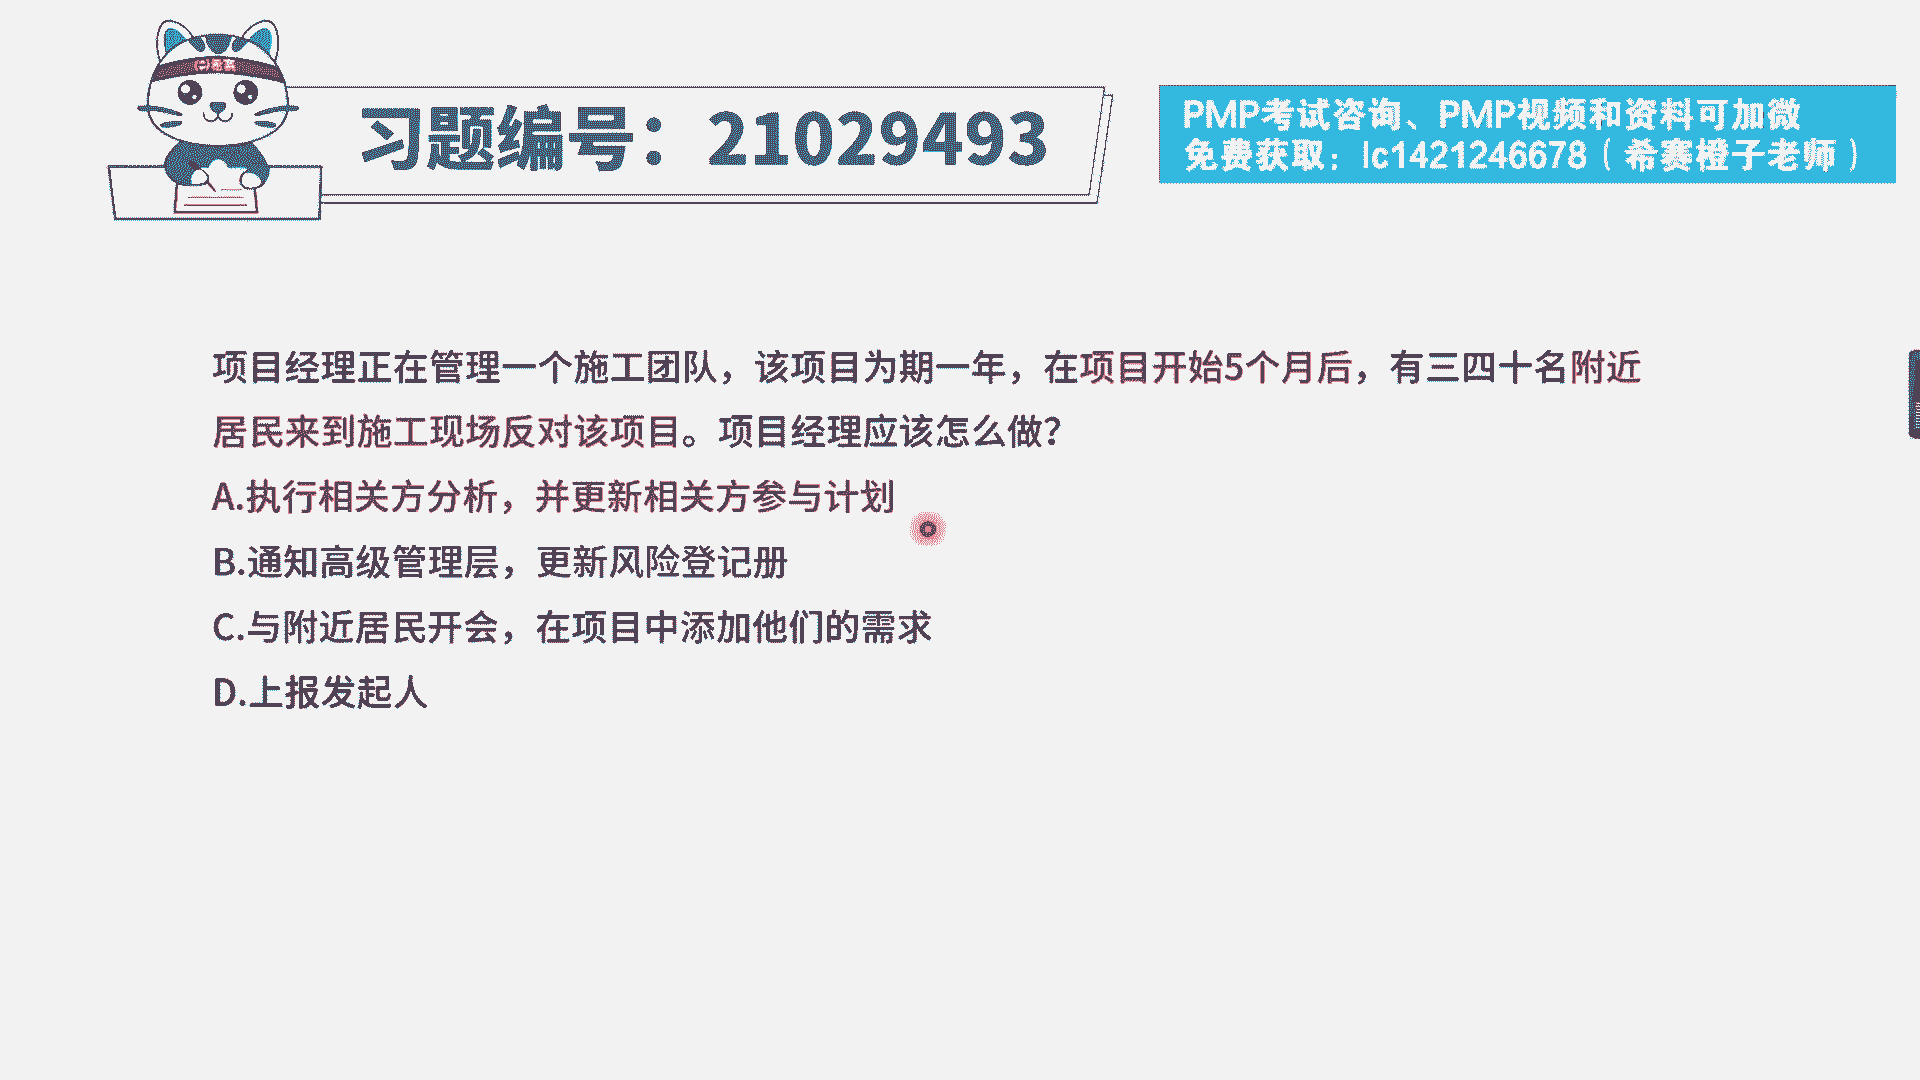 希赛
习题编号：21029493
PMP考试咨询、PMP视频和资料可加微
免费获取：lc1421246678（希赛橙子老师）
项目经理正在管理一个施工团队，该项目为期一年，在项目开始5个月后，有三四十名附近
居民来到施工现场反对该项目。项目经理应该怎么做？
A.执行相关方分析，并更新相关方参与计划
B.通知高级管理层，更新风险登记册
C.与附近居民开会，在项目中添加他们的需求
D.上报发起人